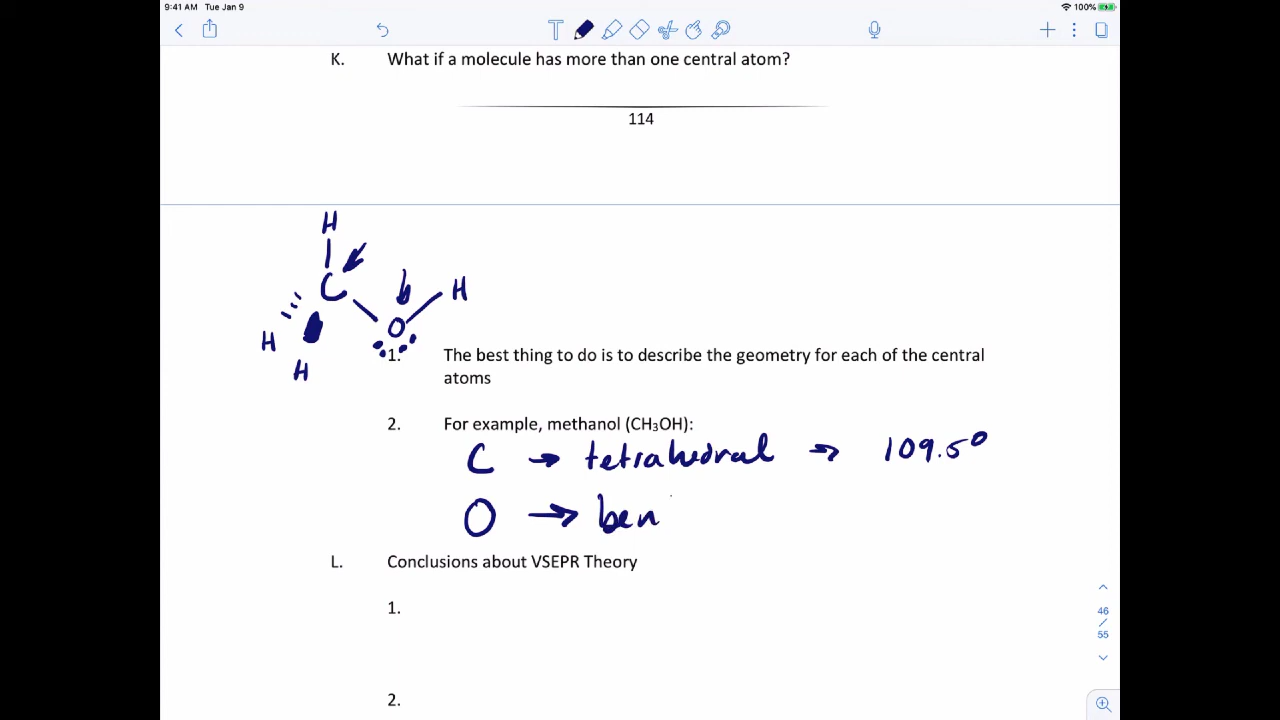 9:41 AM Tue Jan 9
100%
K. What if a molecule has more than one central atom?
114
H
C
H
O
H
H
1. The best thing to do is to describe the geometry for each of the central
atoms
2. For example, methanol (CH₃OH):
C → tetrahedral → 109.5°
O → ben
L. Conclusions about VSEPR Theory
1.
46
/
55
2.